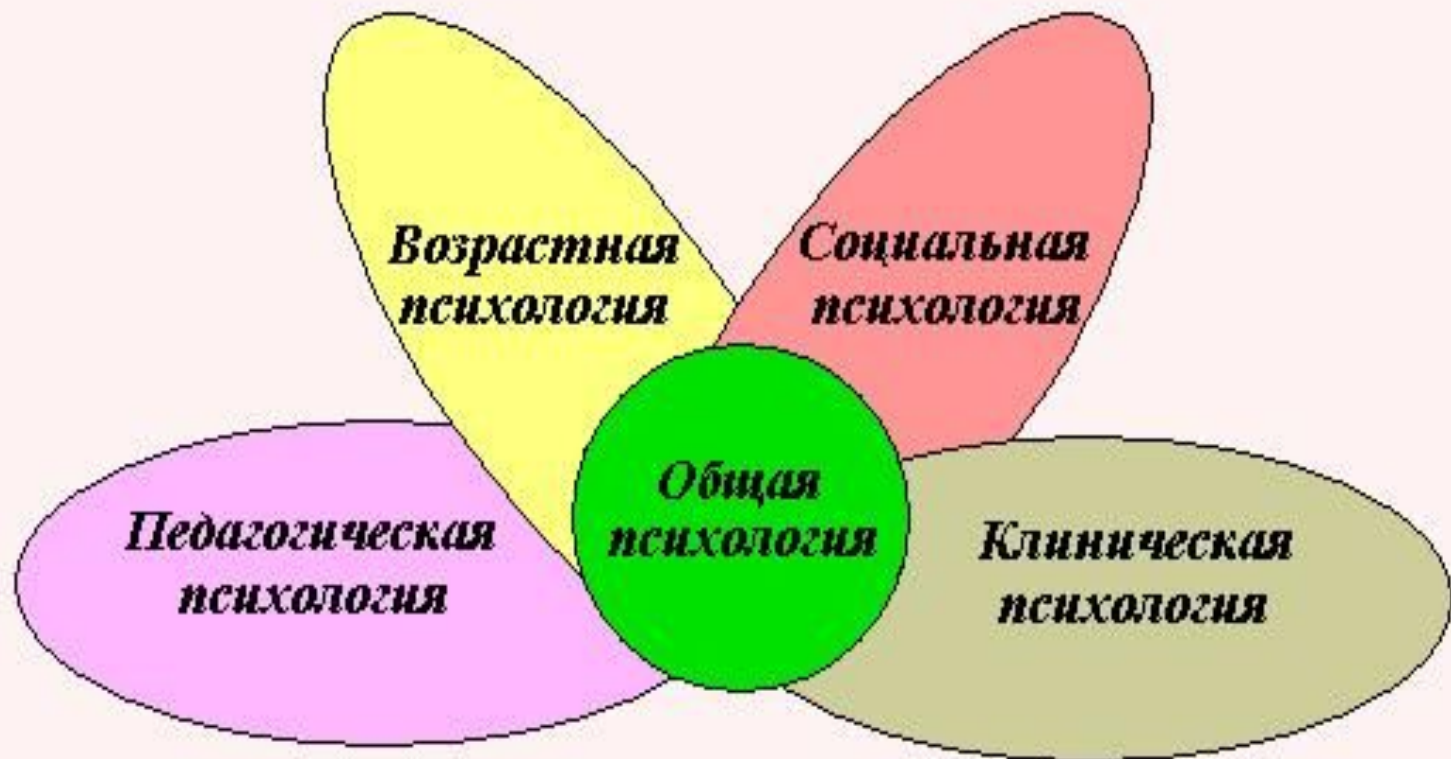 Возрастная
психология
Социальная
психология
Общая
психология
Педагогическая
психология
Клиническая
психология